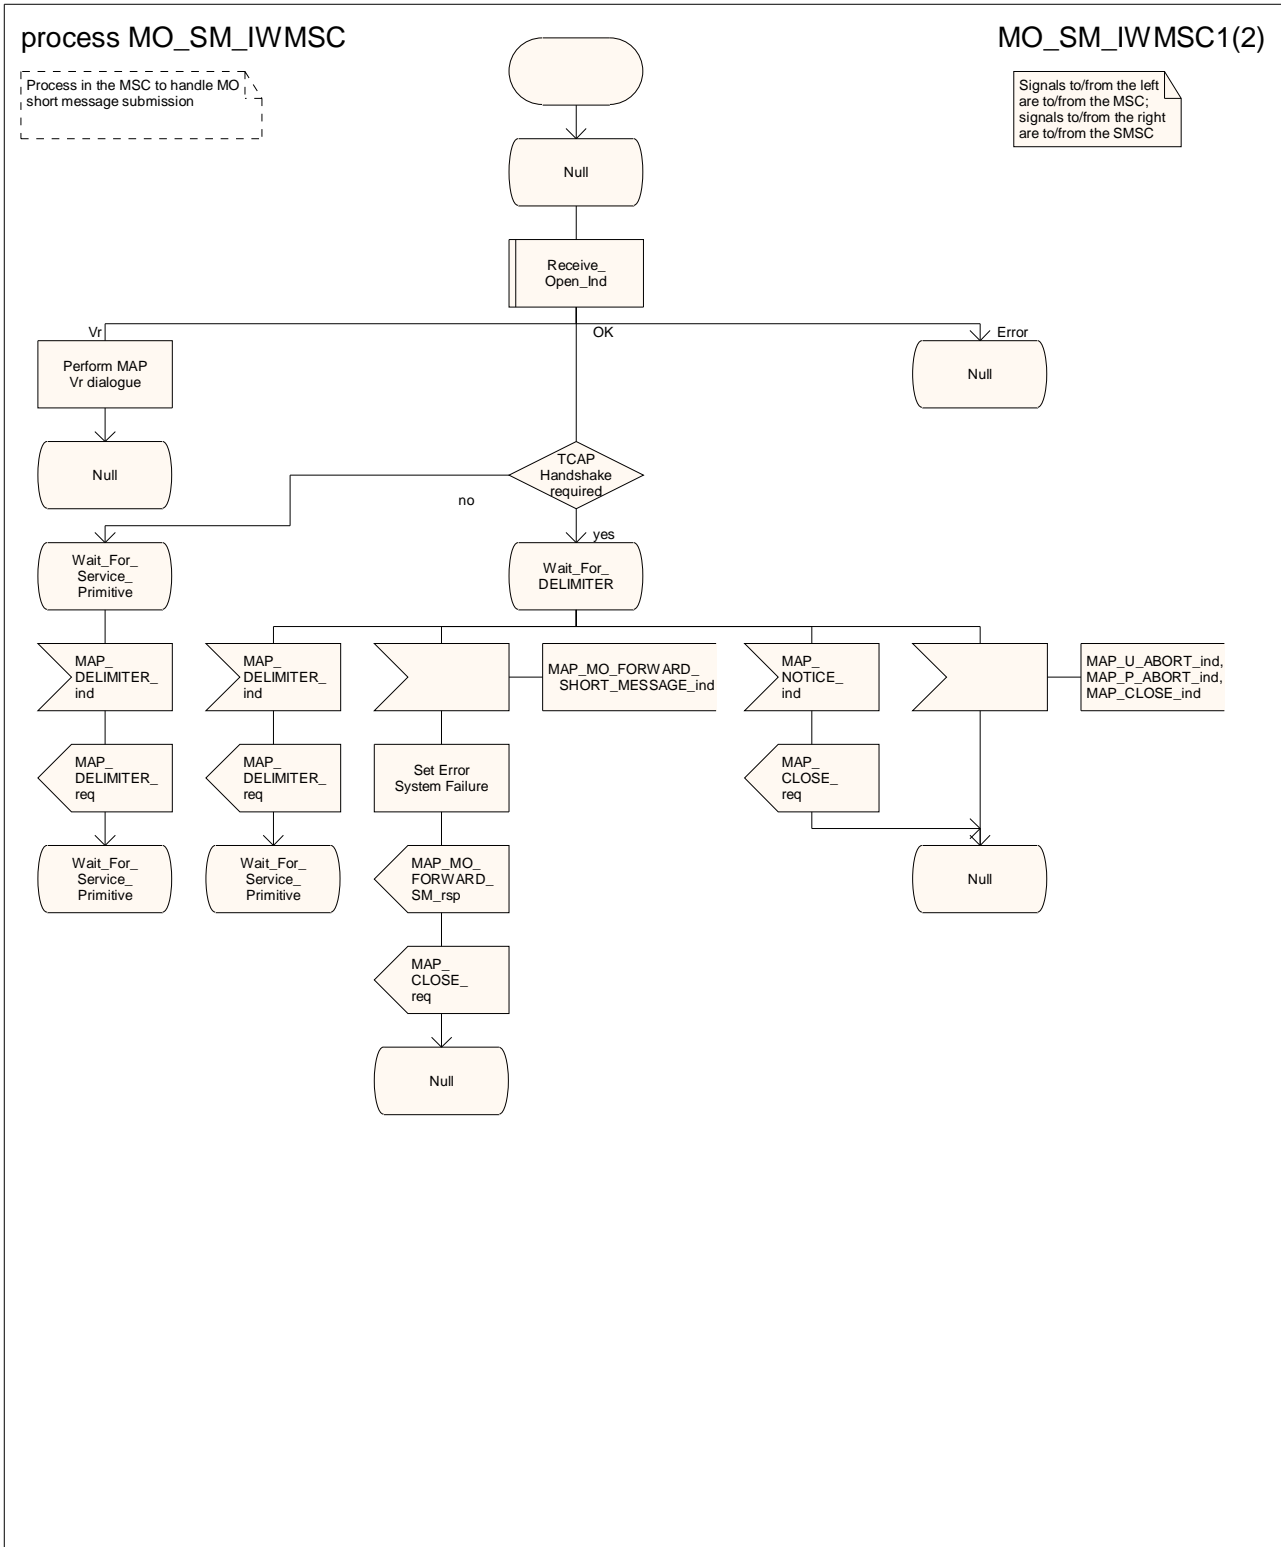 process MO_SM_IWMSC
MO_SM_IWMSC1(2)
Process in the MSC to handle MO
short message submission
Signals to/from the left
are to/from the MSC;
signals to/from the right
are to/from the SMSC
Null
Receive_
Open_Ind
Vr
OK
Error
Perform MAP
Vr dialogue
Null
Null
TCAP
Handshake
required
no
yes
Wait_For_
Service_
Primitive
Wait_For_
DELIMITER
MAP_
DELIMITER_
ind
MAP_
DELIMITER_
ind
MAP_MO_FORWARD_
SHORT_MESSAGE_ind
MAP_
NOTICE_
ind
MAP_U_ABORT_ind,
MAP_P_ABORT_ind,
MAP_CLOSE_ind
MAP_
DELIMITER_
req
MAP_
DELIMITER_
req
Set Error
System Failure
MAP_
CLOSE_
req
Wait_For_
Service_
Primitive
Wait_For_
Service_
Primitive
MAP_MO_
FORWARD_
SM_rsp
Null
MAP_
CLOSE_
req
Null